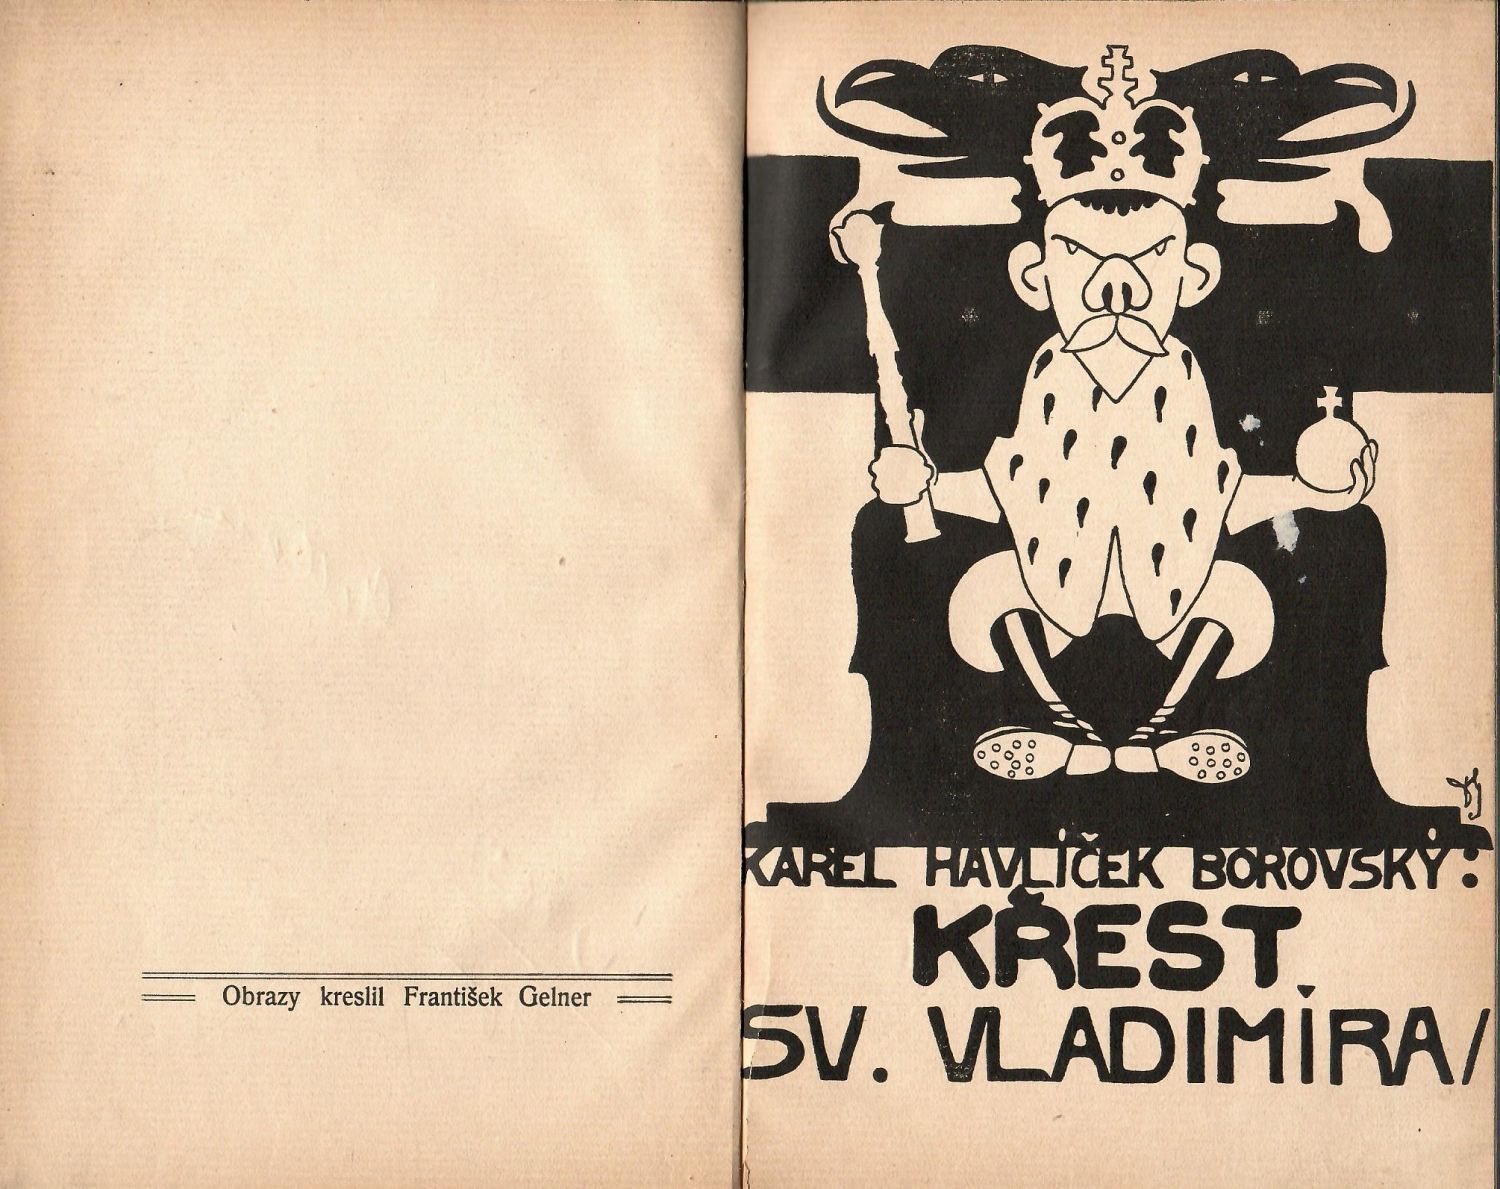 Obrazy kreslil František Gelner
KAREL HAVLÍČEK BOROVSKÝ:
KŘEST
SV. VLADIMÍRA/